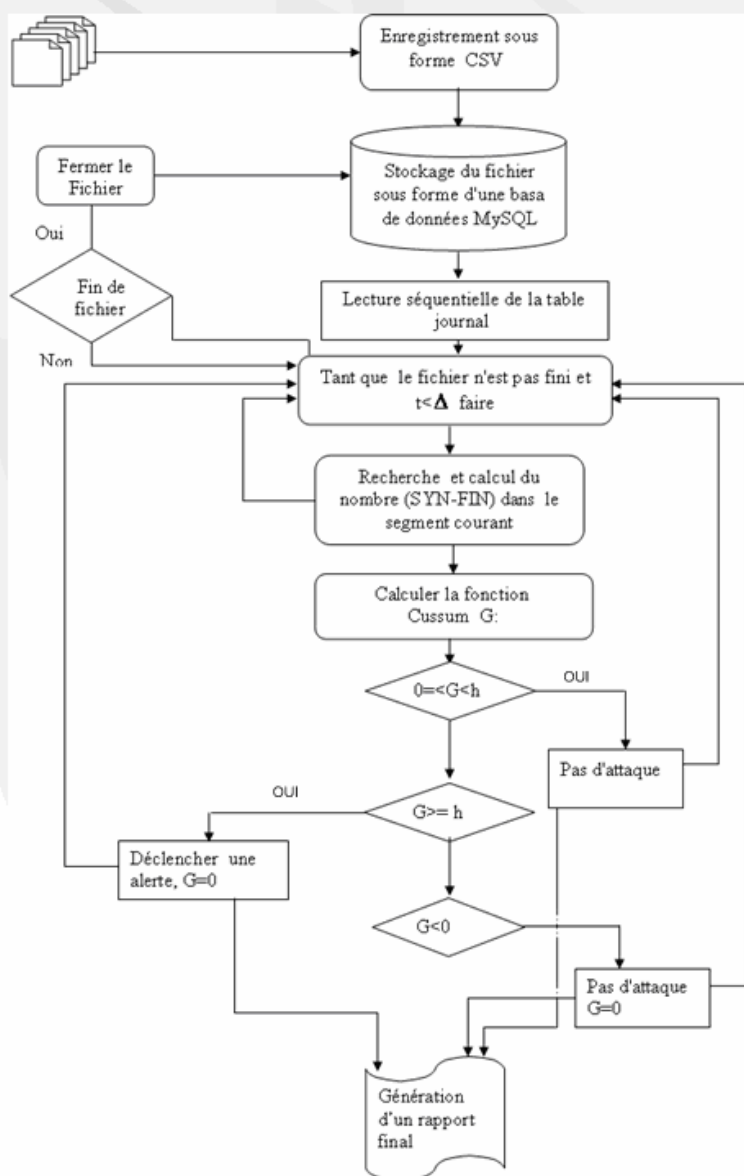 Enregistrement sous
forme CSV
Fermer le
Fichier
Stockage du fichier
sous forme d'une basa
de données MySQL
Oui
Fin de
fichier
Lecture séquentielle de la table
journal
Non
Tant que le fichier n'est pas fini et
t<Δ faire
Recherche et calcul du
nombre (SYN-FIN) dans le
segment courant
Calculer la fonction
Cussum G:
0=<G<h
OUI
Pas d'attaque
OUI
G>= h
Déclencher une
alerte, G=0
G<0
Pas d'attaque
G=0
Génération
d'un rapport
final